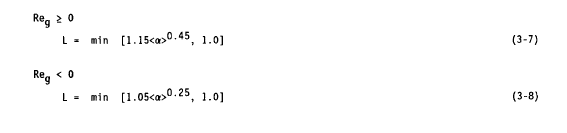 Re_g ≥ 0
L = min [1.15<α>^0.45, 1.0] (3-7)
Re_g < 0
L = min [1.05<α>^0.25, 1.0] (3-8)